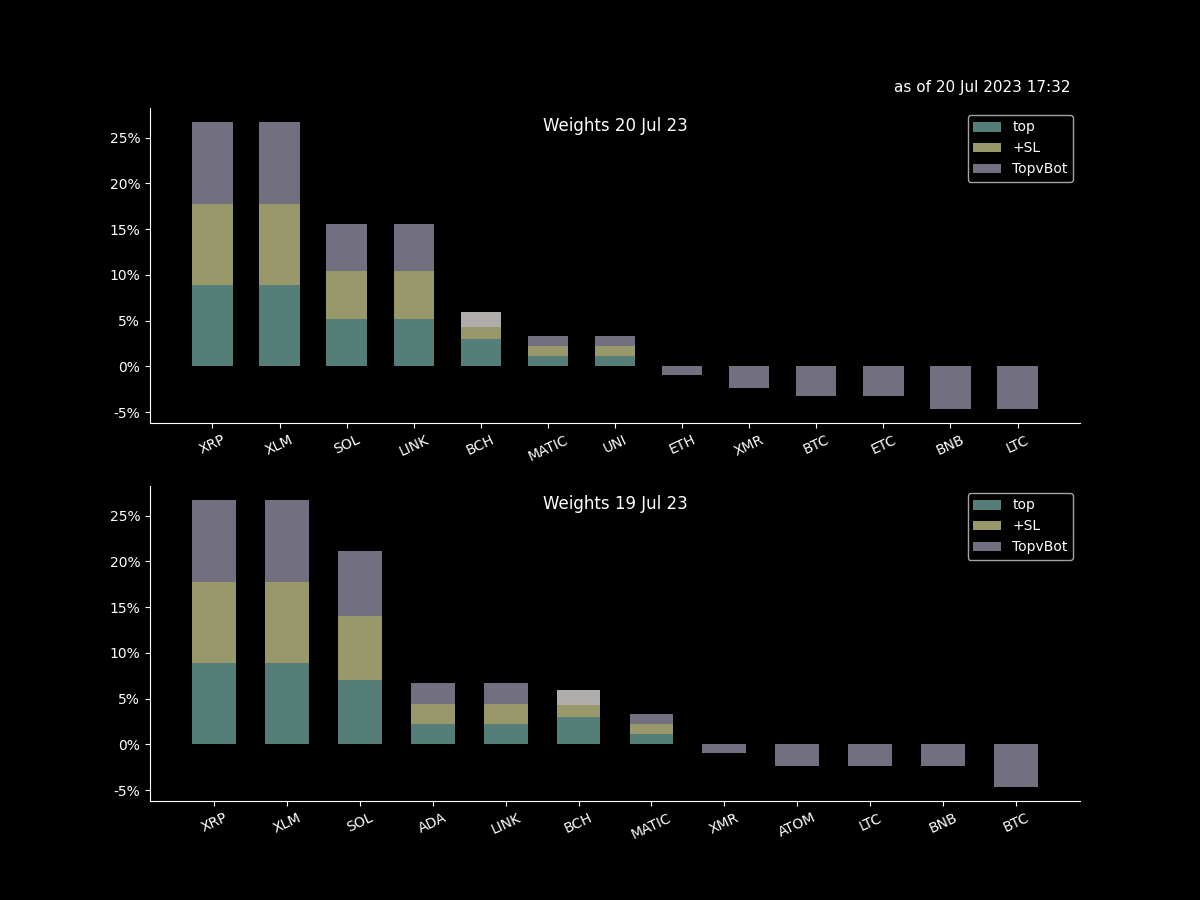 as of 20 Jul 2023 17:32
Weights 20 Jul 23
top
+SL
TopvBot
25%
20%
15%
10%
5%
0%
-5%
XRP XLM SOL LINK BCH MATIC UNI ETH XMR BTC ETC BNB LTC
Weights 19 Jul 23
top
+SL
TopvBot
25%
20%
15%
10%
5%
0%
-5%
XRP XLM SOL ADA LINK BCH MATIC XMR ATOM LTC BNB BTC